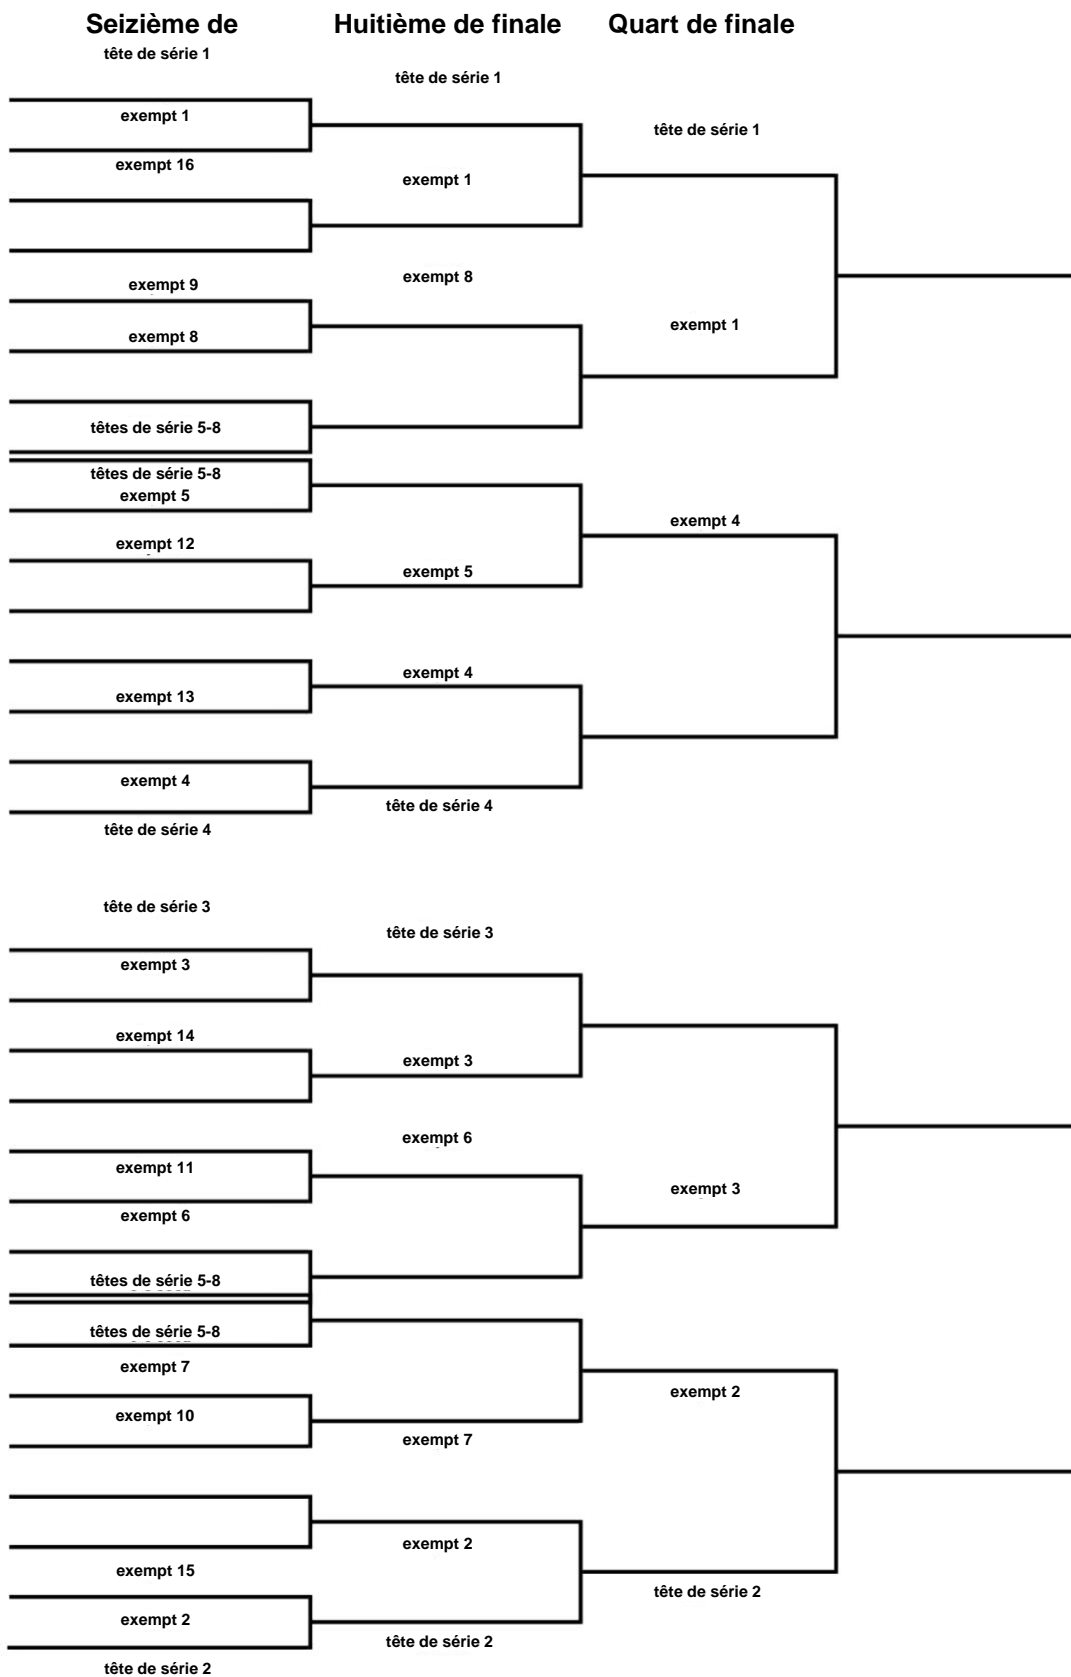 Seizième de
Huitième de finale
Quart de finale
tête de série 1
exempt 1
exempt 16
exempt 9
exempt 8
têtes de série 5-8
têtes de série 5-8
exempt 5
exempt 12
exempt 13
exempt 4
tête de série 4
tête de série 3
exempt 3
exempt 14
exempt 11
exempt 6
têtes de série 5-8
têtes de série 5-8
exempt 7
exempt 10
exempt 15
exempt 2
tête de série 2
tête de série 1
exempt 1
exempt 8
exempt 5
exempt 4
tête de série 4
tête de série 3
exempt 3
exempt 6
exempt 7
exempt 2
tête de série 2
tête de série 1
exempt 1
exempt 4
exempt 3
exempt 2
tête de série 2